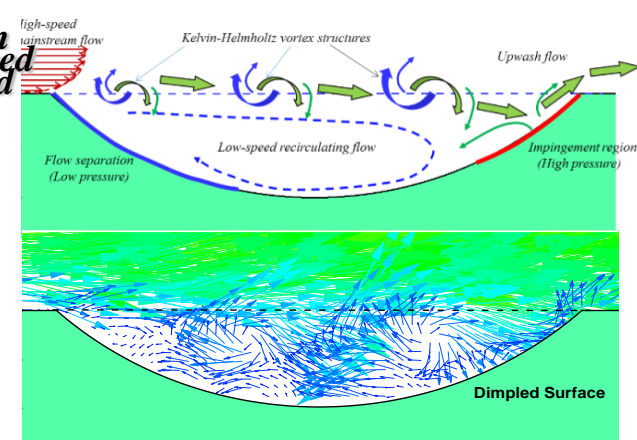 High-speed
mainstream flow
Kelvin-Helmholtz vortex structures
Upwash flow
Low-speed recirculating flow
Flow separation
(Low pressure)
Impingement region
(High pressure)
Dimpled Surface